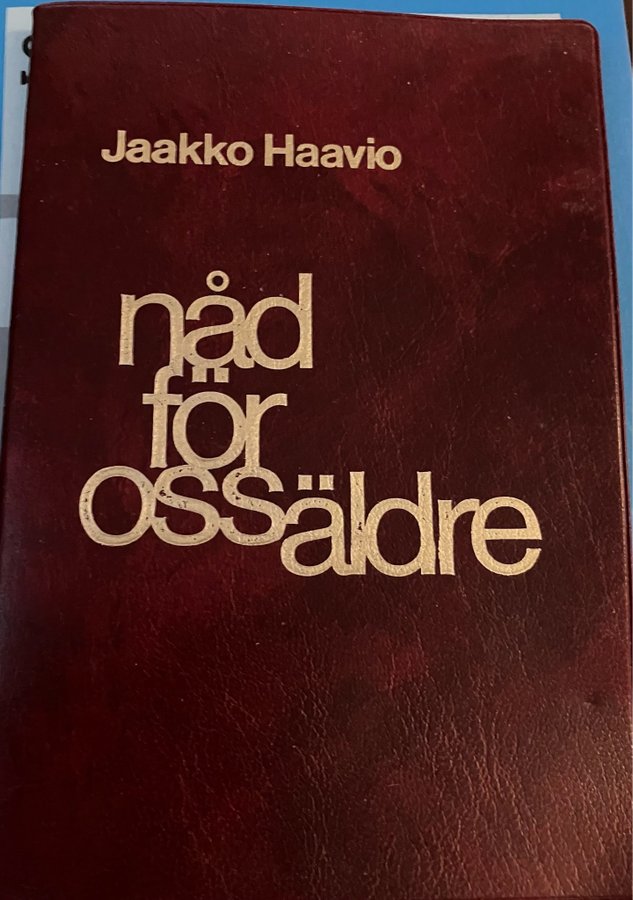 Jaakko Haavio
nåd
för
oss äldre